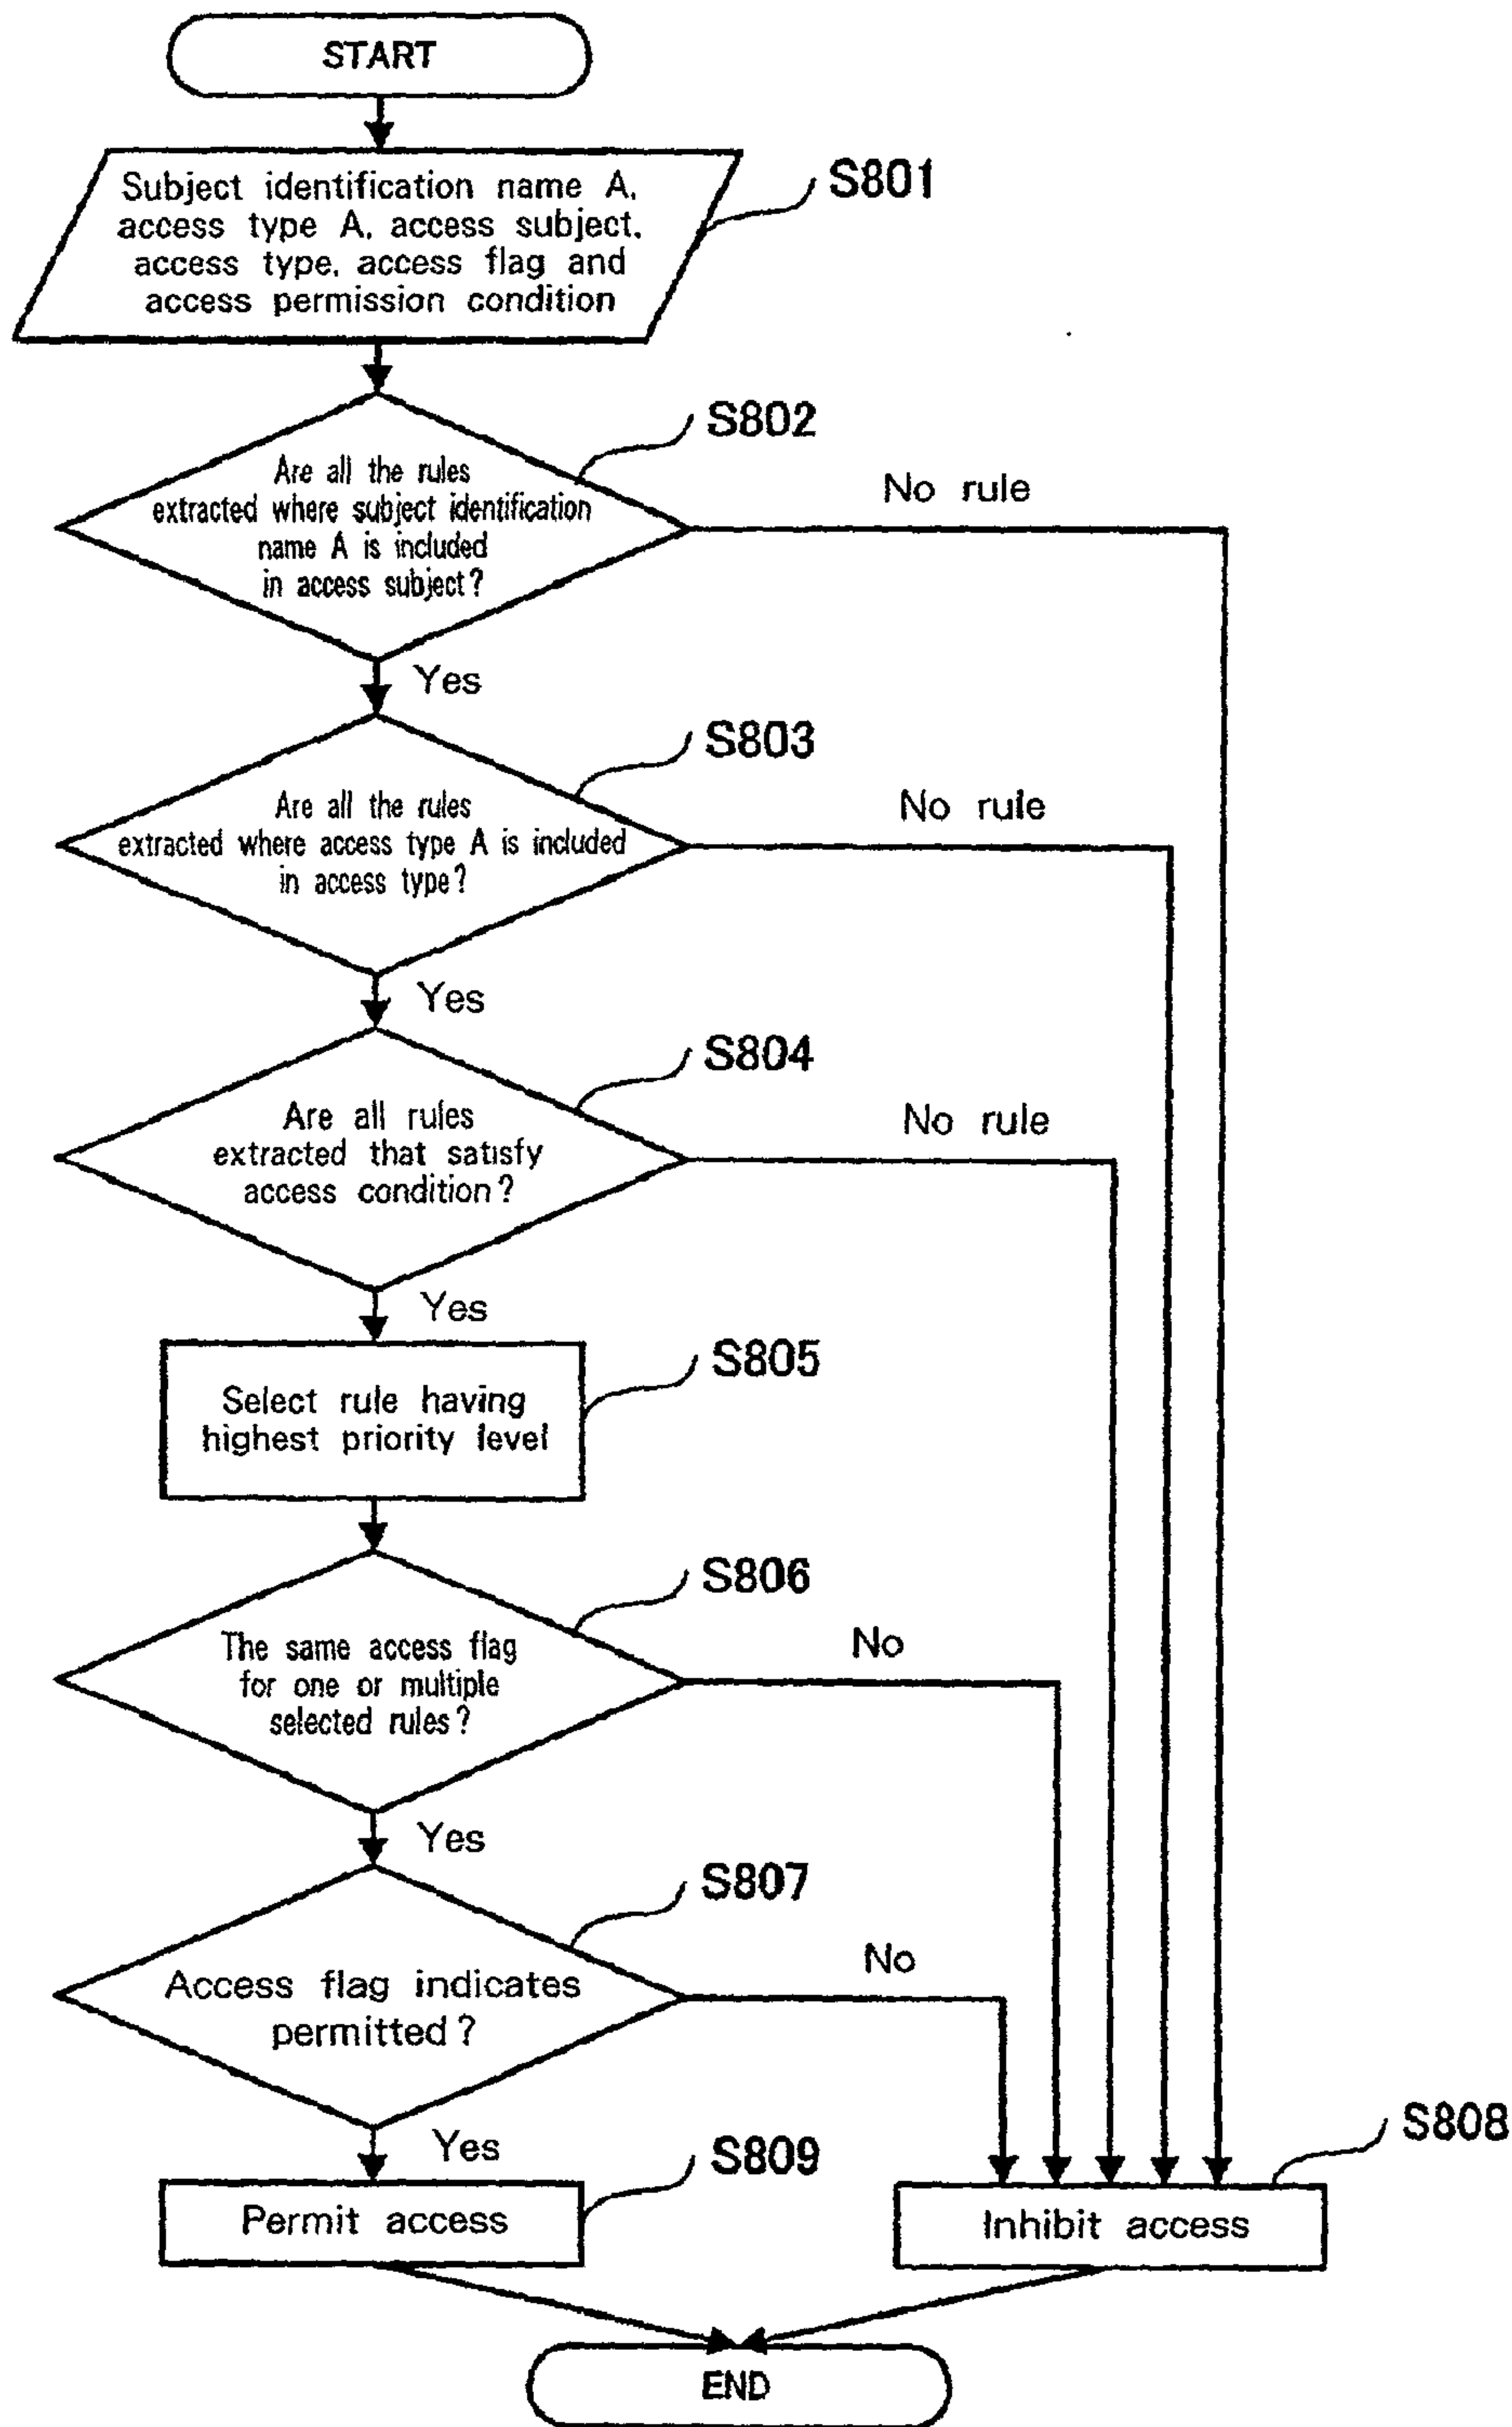 START
Subject identification name A,
access type A, access subject,
access type, access flag and
access permission condition
S801
S802
Are all the rules
extracted where subject identification
name A is included
in access subject?
No rule
Yes
S803
Are all the rules
extracted where access type A is included
in access type?
No rule
Yes
S804
Are all rules
extracted that satisfy
access condition?
No rule
Yes
S805
Select rule having
highest priority level
S806
The same access flag
for one or multiple
selected rules?
No
Yes
S807
Access flag indicates
permitted?
No
Yes
S809
Permit access
S808
Inhibit access
END